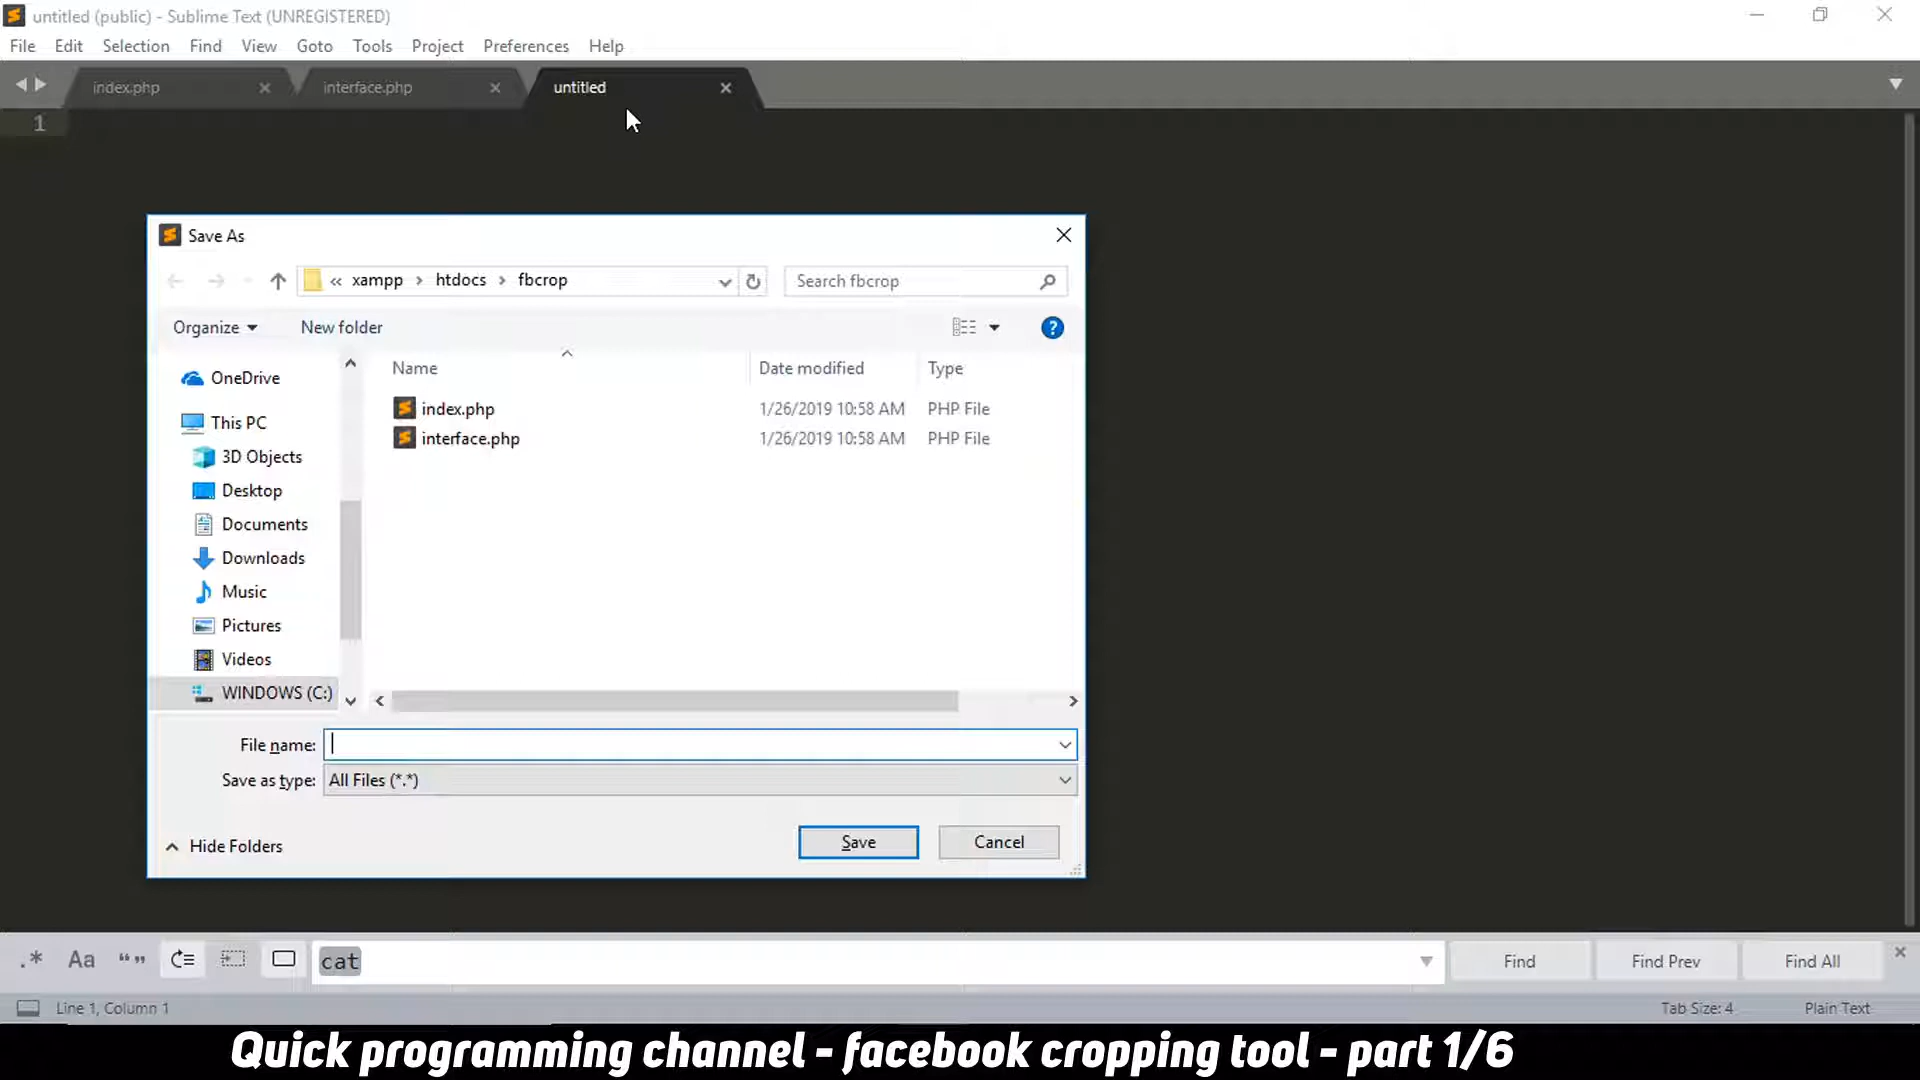 untitled (public) - Sublime Text (UNREGISTERED)
File Edit Selection Find View Goto Tools Project Preferences Help
index.php interface.php untitled
1
Save As
« xampp › htdocs › fbcrop Search fbcrop
Organize New folder ?
Name Date modified Type
OneDrive
This PC
3D Objects
Desktop
Documents
Downloads
Music
Pictures
Videos
WINDOWS (C:)
index.php 1/26/2019 10:58 AM PHP File
interface.php 1/26/2019 10:58 AM PHP File
File name:
Save as type: All Files (*.*)
Hide Folders Save Cancel
.* Aa “” cat Find Find Prev Find All
Line 1, Column 1 Tab Size: 4 Plain Text
Quick programming channel - facebook cropping tool - part 1/6